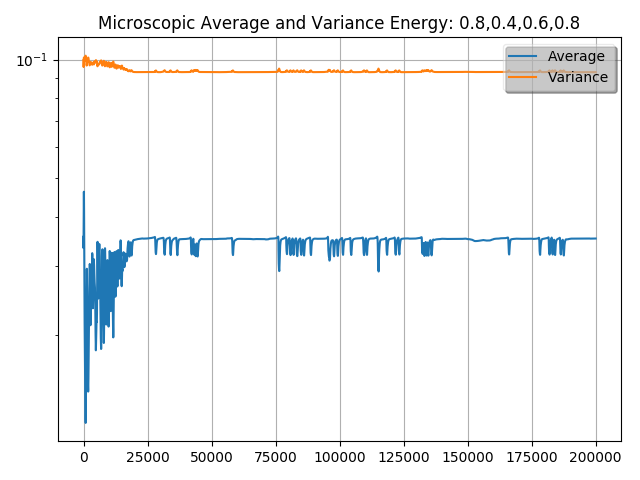 Microscopic Average and Variance Energy: 0.8,0.4,0.6,0.8
10⁻¹
Average
Variance
0 25000 50000 75000 100000 125000 150000 175000 200000